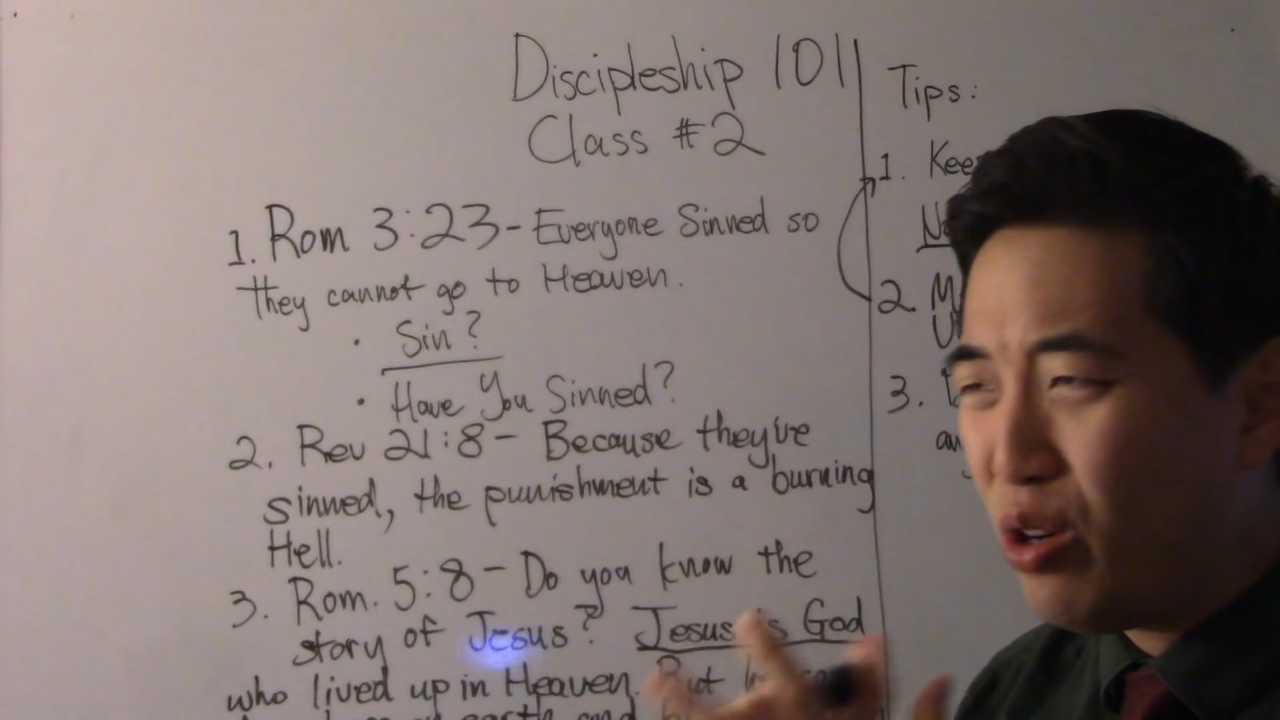 Discipleship 101
Class #2
1. Rom 3:23- Everyone Sinned so
they cannot go to Heaven.
• Sin?
• Have You Sinned?
2. Rev 21:8- Because they've
sinned, the punishment is a burning
Hell.
3. Rom. 5:8- Do you know the
story of Jesus? Jesus is God
who lived up in Heaven. But
earth and
Tips:
1.
2.
3.